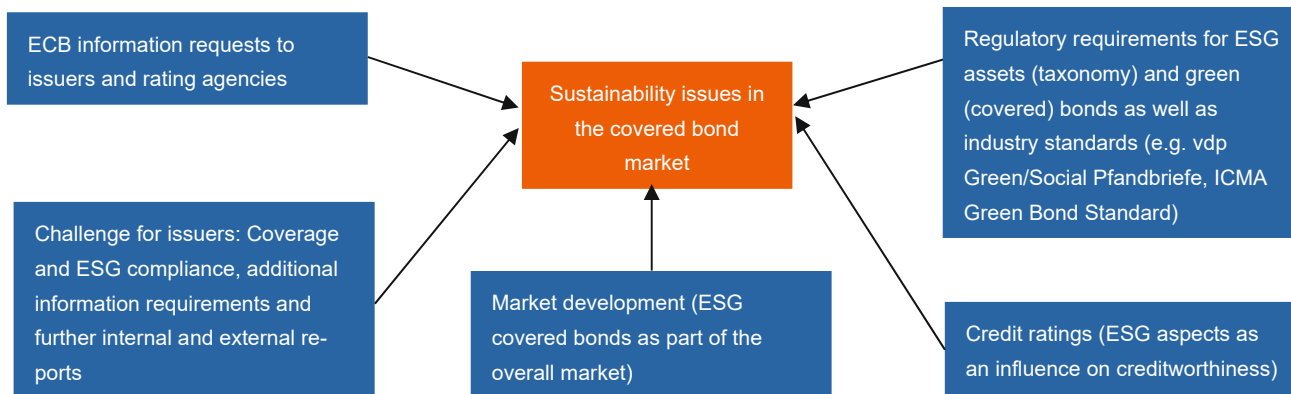 ECB information requests to
issuers and rating agencies
Sustainability issues in
the covered bond
market
Regulatory requirements for ESG
assets (taxonomy) and green
(covered) bonds as well as
industry standards (e.g. vdp
Green/Social Pfandbriefe, ICMA
Green Bond Standard)
Challenge for issuers: Coverage
and ESG compliance, additional
information requirements and
further internal and external re-
ports
Market development (ESG
covered bonds as part of the
overall market)
Credit ratings (ESG aspects as
an influence on creditworthiness)